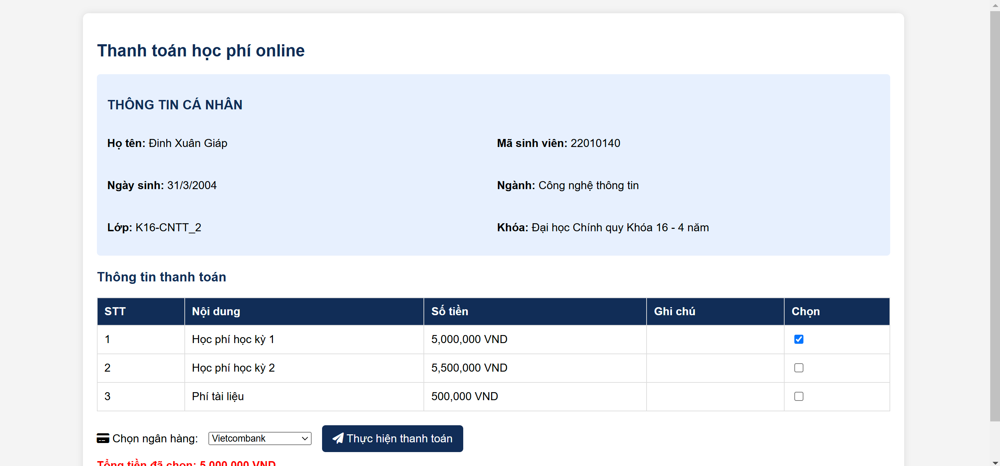 Thanh toán học phí online
THÔNG TIN CÁ NHÂN
Họ tên: Đinh Xuân Giáp
Mã sinh viên: 22010140
Ngày sinh: 31/3/2004
Ngành: Công nghệ thông tin
Lớp: K16-CNTT_2
Khóa: Đại học Chính quy Khóa 16 - 4 năm
Thông tin thanh toán
STT Nội dung Số tiền Ghi chú Chọn
1 Học phí học kỳ 1 5,000,000 VND
2 Học phí học kỳ 2 5,500,000 VND
3 Phí tài liệu 500,000 VND
Chọn ngân hàng: Vietcombank Thực hiện thanh toán
Tổng tiền đã chọn: 5,000,000 VND